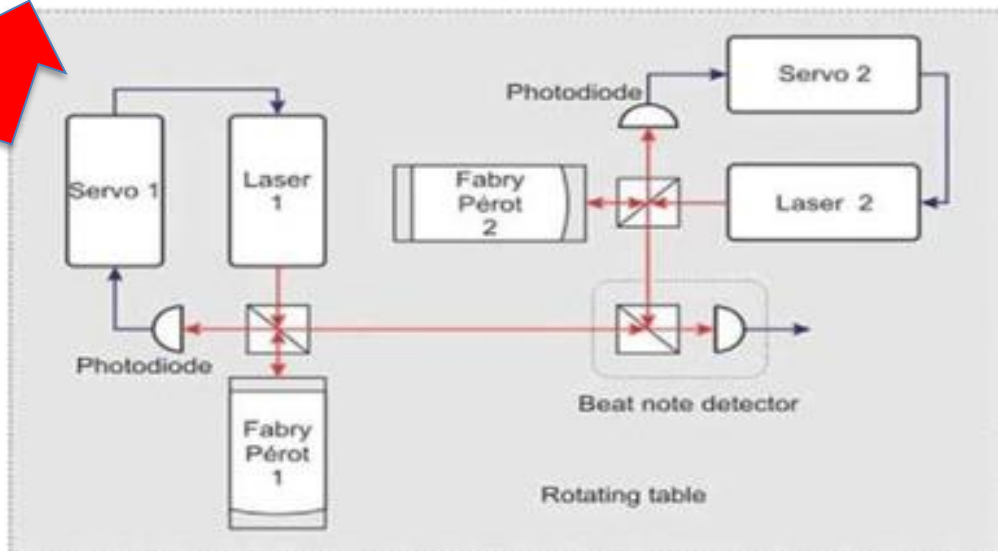 Photodiode
Servo 2
Servo 1
Laser
1
Fabry
Pérot
2
Laser 2
Photodiode
Beat note detector
Fabry
Pérot
1
Rotating table